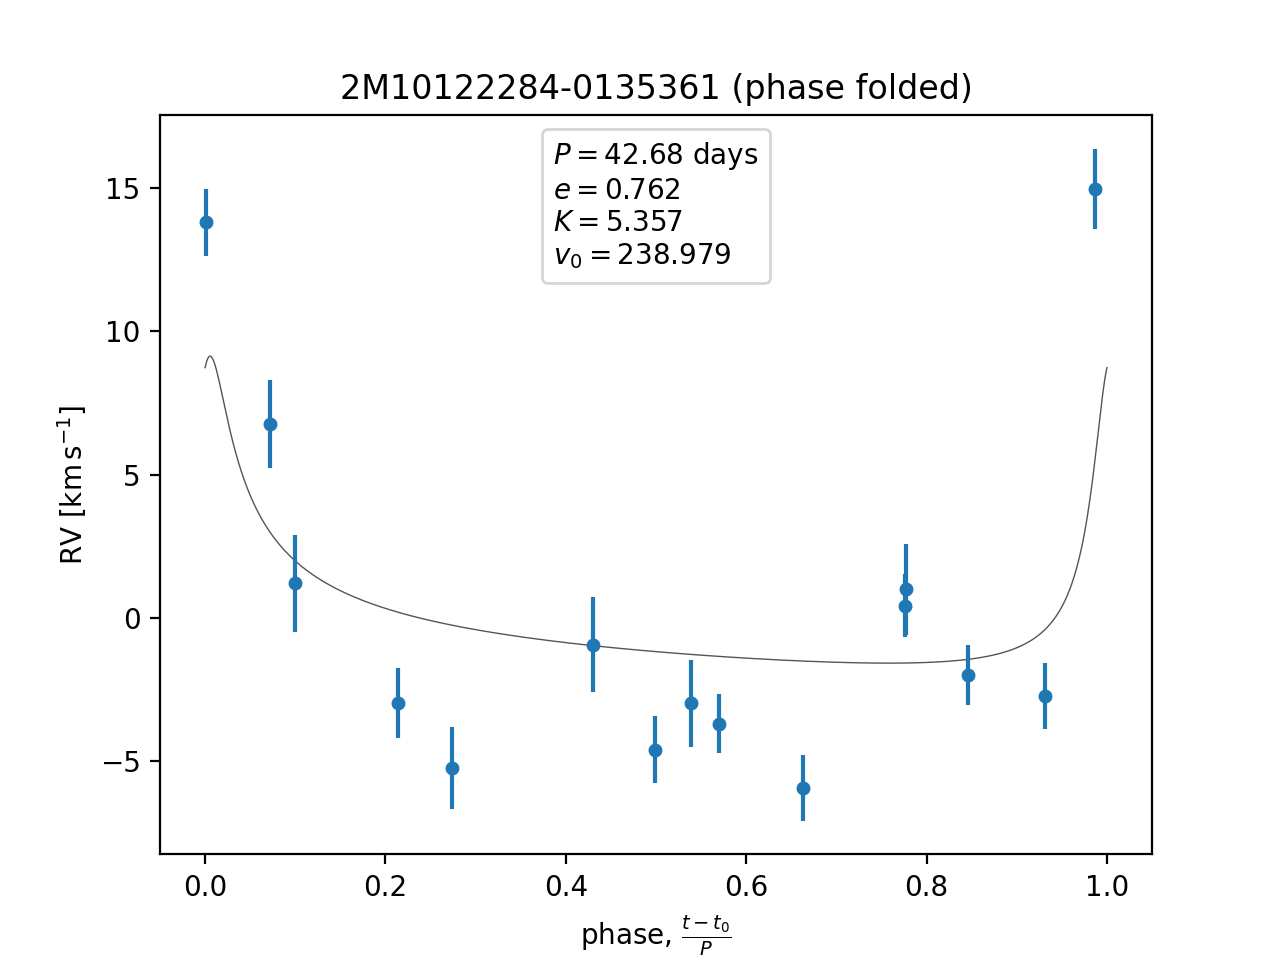 2M10122284-0135361 (phase folded)
P = 42.68 days
e = 0.762
K = 5.357
v₀ = 238.979
15
10
5
0
−5
RV [km s⁻¹]
0.0 0.2 0.4 0.6 0.8 1.0
phase, (t − t₀)/P